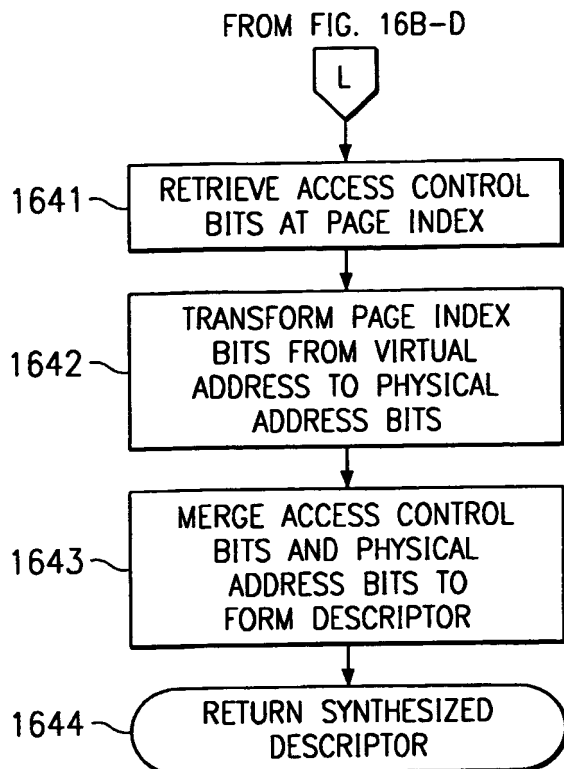 FROM FIG. 16B-D
L
1641
RETRIEVE ACCESS CONTROL
BITS AT PAGE INDEX
1642
TRANSFORM PAGE INDEX
BITS FROM VIRTUAL
ADDRESS TO PHYSICAL
ADDRESS BITS
1643
MERGE ACCESS CONTROL
BITS AND PHYSICAL
ADDRESS BITS TO
FORM DESCRIPTOR
1644
RETURN SYNTHESIZED
DESCRIPTOR